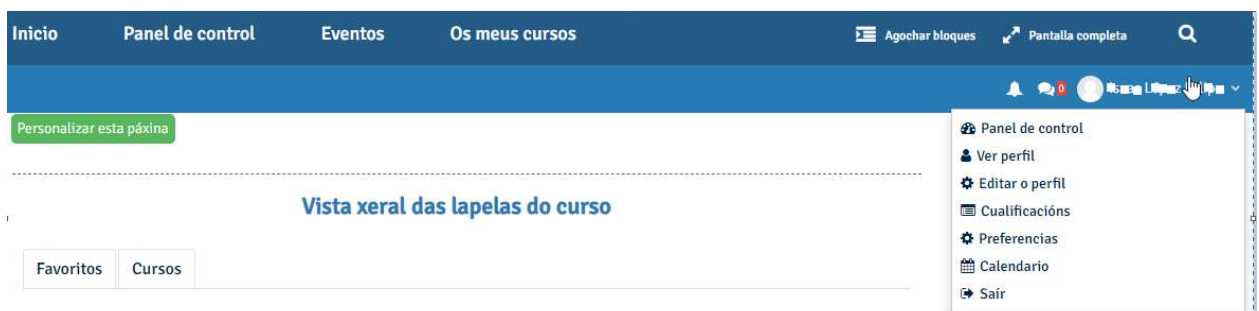 Inicio Panel de control Eventos Os meus cursos Agochar bloques Pantalla completa
0
Personalizar esta páxina
Panel de control
Ver perfil
Editar o perfil
Cualificacións
Preferencias
Calendario
Saír
Vista xeral das lapelas do curso
Favoritos Cursos